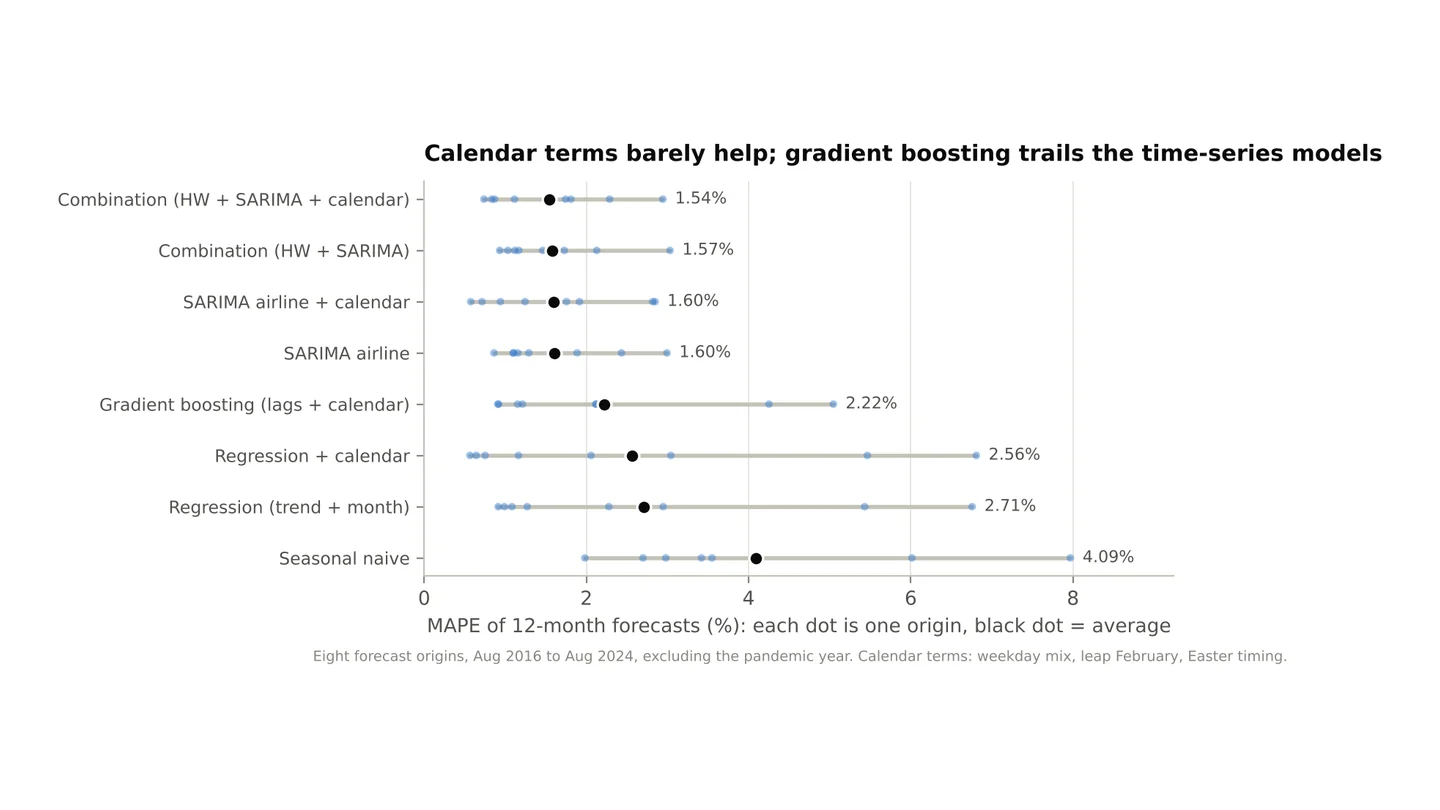 Calendar terms barely help; gradient boosting trails the time-series models
Combination (HW + SARIMA + calendar) 1.54%
Combination (HW + SARIMA) 1.57%
SARIMA airline + calendar 1.60%
SARIMA airline 1.60%
Gradient boosting (lags + calendar) 2.22%
Regression + calendar 2.56%
Regression (trend + month) 2.71%
Seasonal naive 4.09%
0 2 4 6 8
MAPE of 12-month forecasts (%): each dot is one origin, black dot = average
Eight forecast origins, Aug 2016 to Aug 2024, excluding the pandemic year. Calendar terms: weekday mix, leap February, Easter timing.